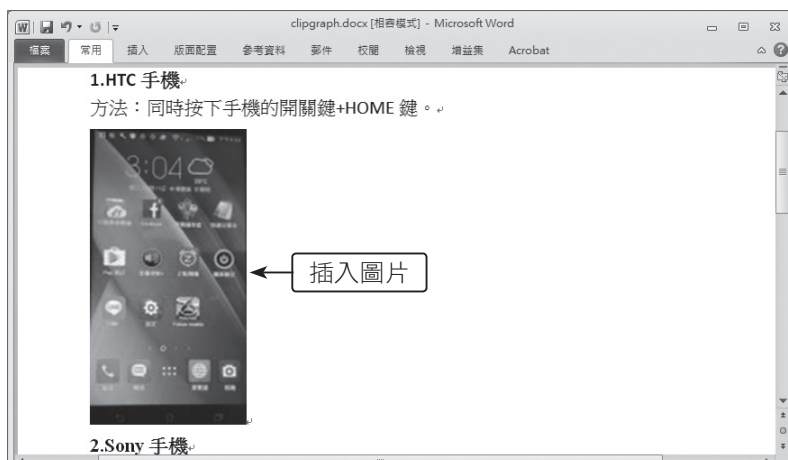 clipgraph.docx [相容模式] - Microsoft Word
檔案 常用 插入 版面配置 參考資料 郵件 校閱 檢視 增益集 Acrobat
1.HTC 手機
方法：同時按下手機的開關鍵+HOME 鍵。
3:04
插入圖片
2.Sony 手機